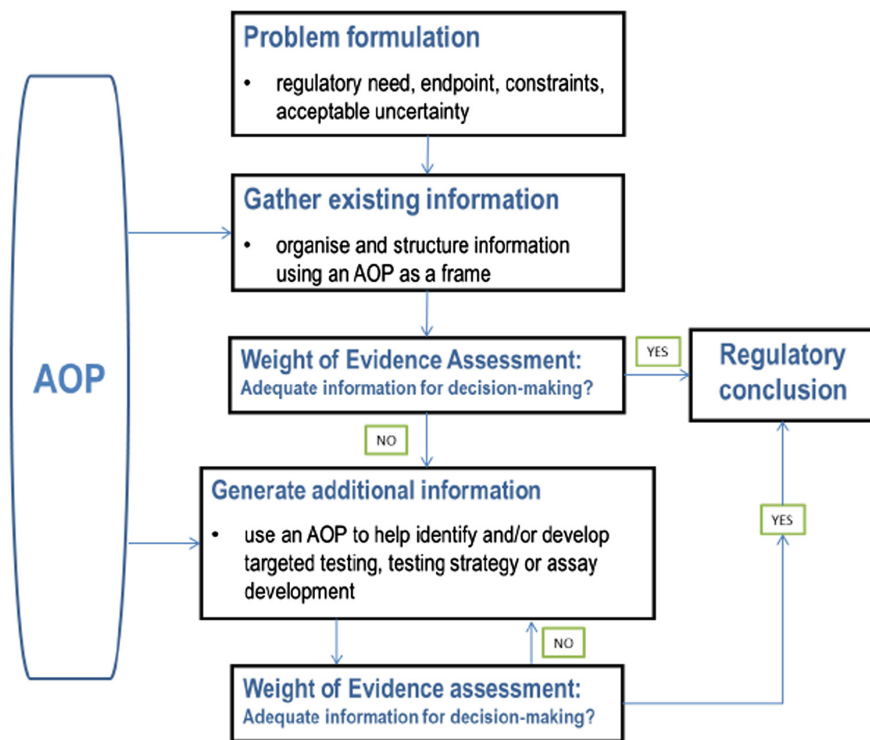 Problem formulation
• regulatory need, endpoint, constraints,
acceptable uncertainty
Gather existing information
• organise and structure information
using an AOP as a frame
AOP
Weight of Evidence Assessment:
Adequate information for decision-making?
YES
Regulatory
conclusion
NO
Generate additional information
• use an AOP to help identify and/or develop
targeted testing, testing strategy or assay
development
YES
NO
Weight of Evidence assessment:
Adequate information for decision-making?